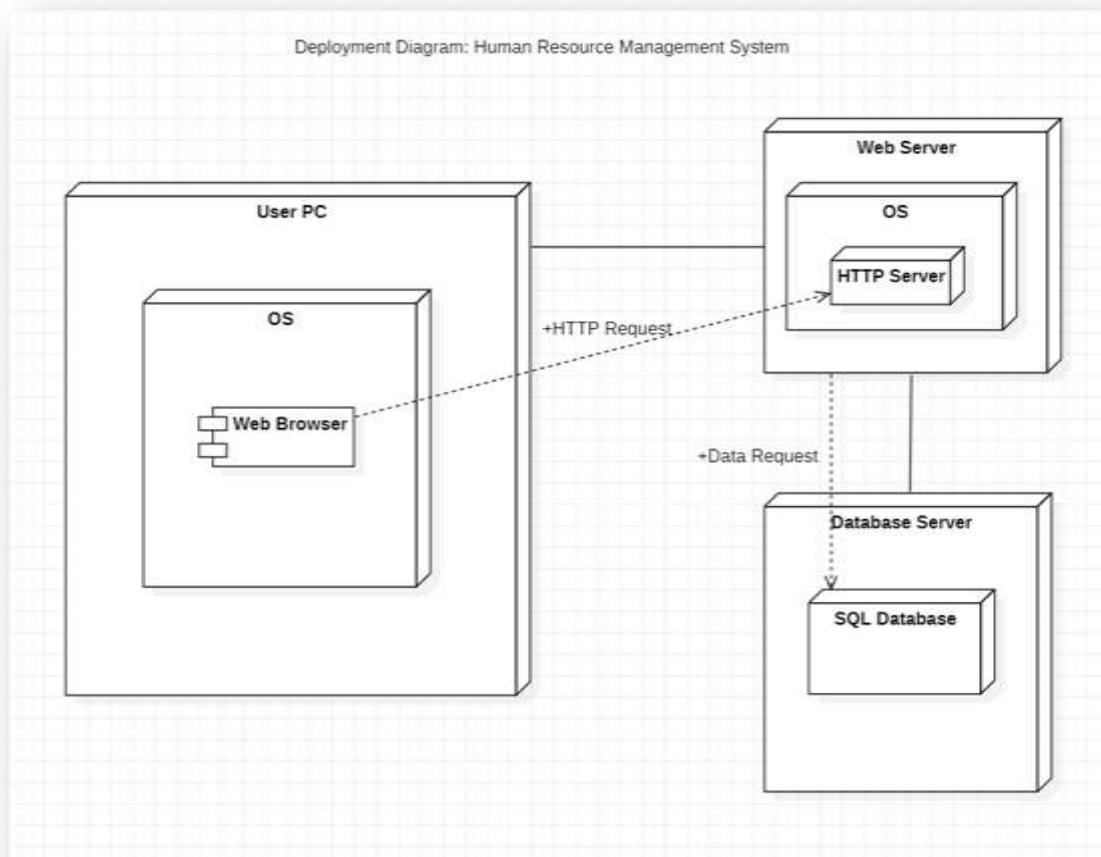 Deployment Diagram: Human Resource Management System
Web Server
User PC
OS
HTTP Server
OS
+HTTP Request
Web Browser
+Data Request
Database Server
SQL Database